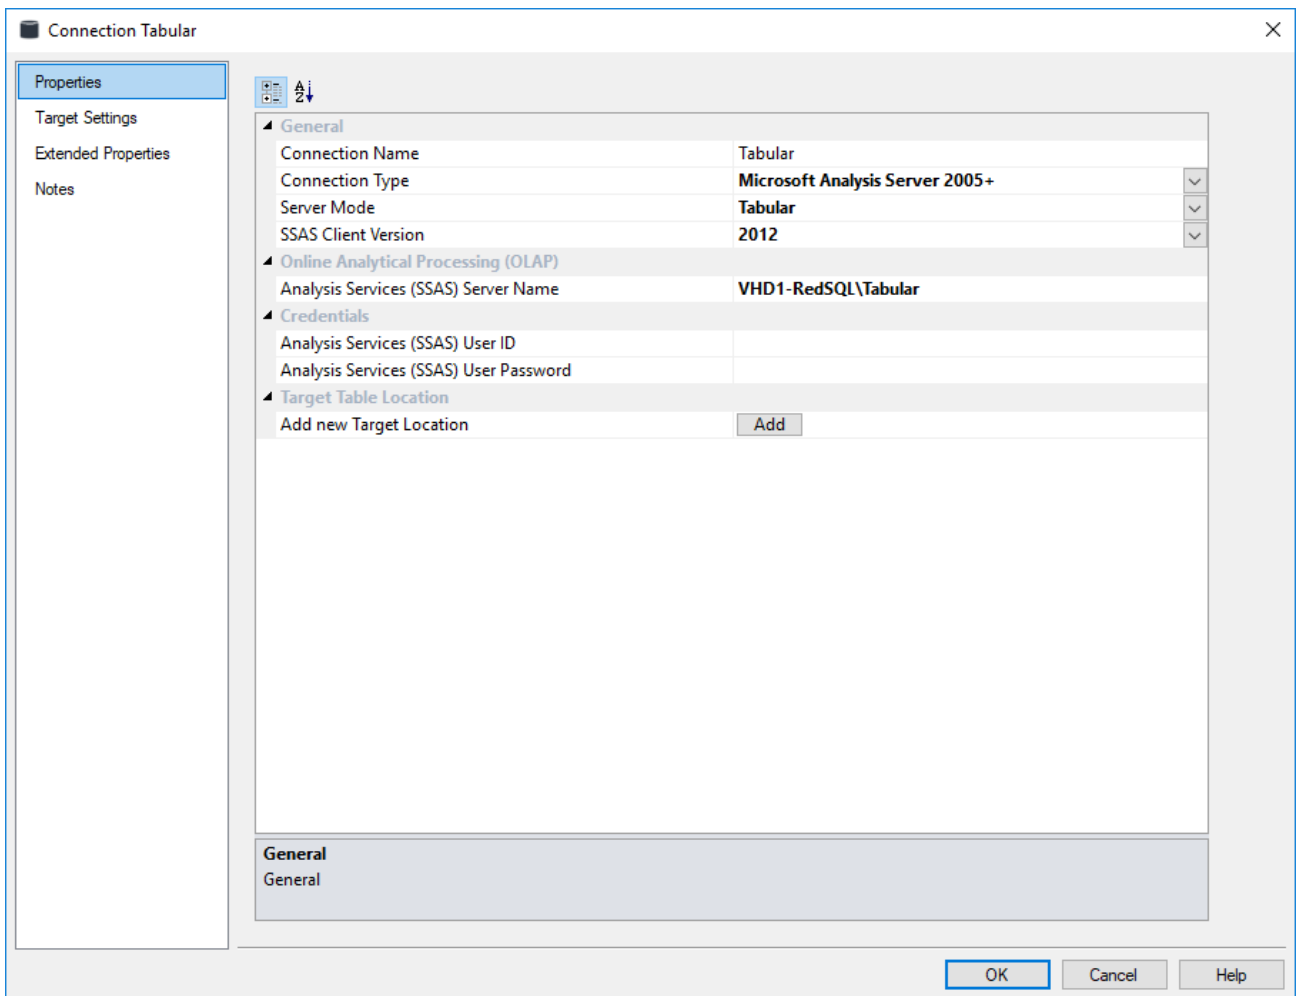 Connection Tabular
Properties
Target Settings
Extended Properties
Notes
General
Connection Name Tabular
Connection Type Microsoft Analysis Server 2005+
Server Mode Tabular
SSAS Client Version 2012
Online Analytical Processing (OLAP)
Analysis Services (SSAS) Server Name VHD1-RedSQL\Tabular
Credentials
Analysis Services (SSAS) User ID
Analysis Services (SSAS) User Password
Target Table Location
Add new Target Location Add
General
General
OK Cancel Help